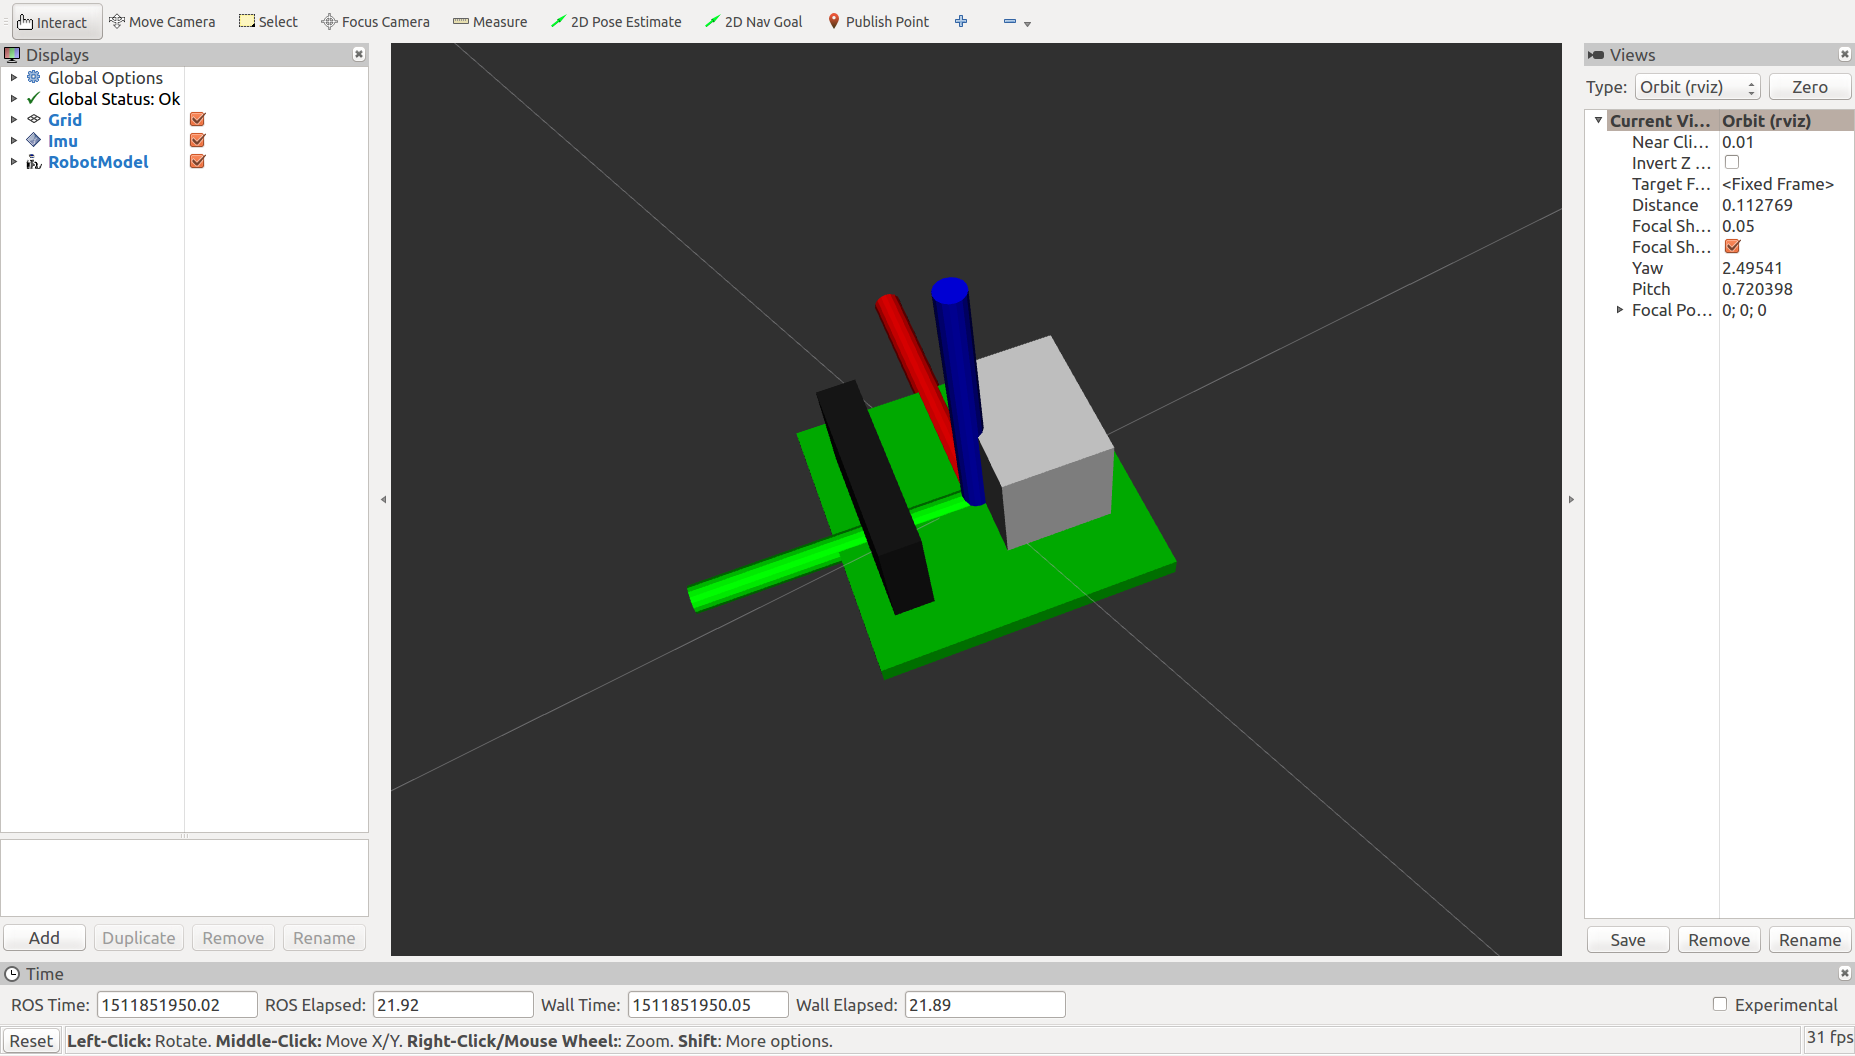 Interact Move Camera Select Focus Camera Measure 2D Pose Estimate 2D Nav Goal Publish Point
Displays
Global Options
Global Status: Ok
Grid
Imu
RobotModel
Add Duplicate Remove Rename
Views
Type: Orbit (rviz) Zero
Current Vi... Orbit (rviz)
Near Cli... 0.01
Invert Z ...
Target F... <Fixed Frame>
Distance 0.112769
Focal Sh... 0.05
Focal Sh...
Yaw 2.49541
Pitch 0.720398
Focal Po... 0; 0; 0
Save Remove Rename
Time
ROS Time: 1511851950.02 ROS Elapsed: 21.92 Wall Time: 1511851950.05 Wall Elapsed: 21.89 Experimental
Reset Left-Click: Rotate. Middle-Click: Move X/Y. Right-Click/Mouse Wheel:: Zoom. Shift: More options. 31 fps